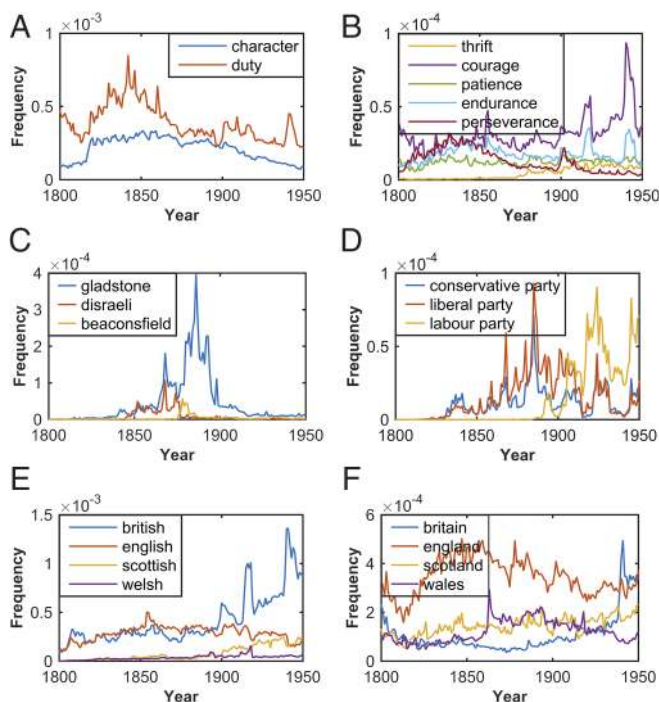 A
×10⁻³
1
0.5
0
Frequency
character
duty
1800 1850 1900 1950
Year
B
×10⁻⁴
1
0.5
0
Frequency
thrift
courage
patience
endurance
perseverance
1800 1850 1900 1950
Year
C
×10⁻⁴
4
3
2
1
0
Frequency
gladstone
disraeli
beaconsfield
1800 1850 1900 1950
Year
D
×10⁻⁴
1
0.5
0
Frequency
conservative party
liberal party
labour party
1800 1850 1900 1950
Year
E
×10⁻³
1.5
1
0.5
0
Frequency
british
english
scottish
welsh
1800 1850 1900 1950
Year
F
×10⁻⁴
6
4
2
0
Frequency
britain
england
scotland
wales
1800 1850 1900 1950
Year